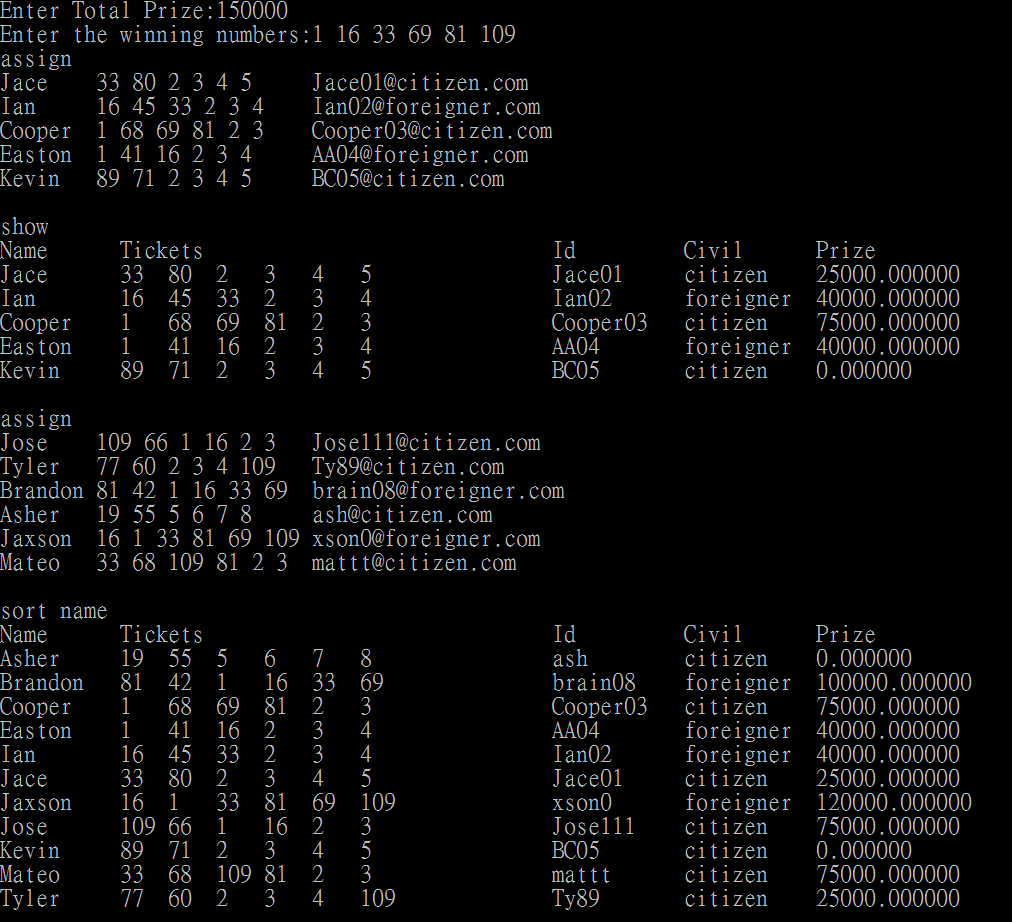 Enter Total Prize:150000
Enter the winning numbers:1 16 33 69 81 109
assign
Jace    33 80 2 3 4 5     Jace01@citizen.com
Ian     16 45 33 2 3 4    Ian02@foreigner.com
Cooper  1 68 69 81 2 3    Cooper03@citizen.com
Easton  1 41 16 2 3 4     AA04@foreigner.com
Kevin   89 71 2 3 4 5     BC05@citizen.com

show
Name      Tickets                             Id         Civil      Prize
Jace      33  80  2   3   4   5               Jace01     citizen    25000.000000
Ian       16  45  33  2   3   4               Ian02      foreigner  40000.000000
Cooper    1   68  69  81  2   3               Cooper03   citizen    75000.000000
Easton    1   41  16  2   3   4               AA04       foreigner  40000.000000
Kevin     89  71  2   3   4   5               BC05       citizen    0.000000

assign
Jose    109 66 1 16 2 3   Jose111@citizen.com
Tyler   77 60 2 3 4 109   Ty89@citizen.com
Brandon 81 42 1 16 33 69  brain08@foreigner.com
Asher   19 55 5 6 7 8     ash@citizen.com
Jaxson  16 1 33 81 69 109 xson0@foreigner.com
Mateo   33 68 109 81 2 3  mattt@citizen.com

sort name
Name      Tickets                             Id         Civil      Prize
Asher     19  55  5   6   7   8               ash        citizen    0.000000
Brandon   81  42  1   16  33  69              brain08    foreigner  100000.000000
Cooper    1   68  69  81  2   3               Cooper03   citizen    75000.000000
Easton    1   41  16  2   3   4               AA04       foreigner  40000.000000
Ian       16  45  33  2   3   4               Ian02      foreigner  40000.000000
Jace      33  80  2   3   4   5               Jace01     citizen    25000.000000
Jaxson    16  1   33  81  69  109             xson0      foreigner  120000.000000
Jose      109 66  1   16  2   3               Jose111    citizen    75000.000000
Kevin     89  71  2   3   4   5               BC05       citizen    0.000000
Mateo     33  68  109 81  2   3               mattt      citizen    75000.000000
Tyler     77  60  2   3   4   109             Ty89       citizen    25000.000000